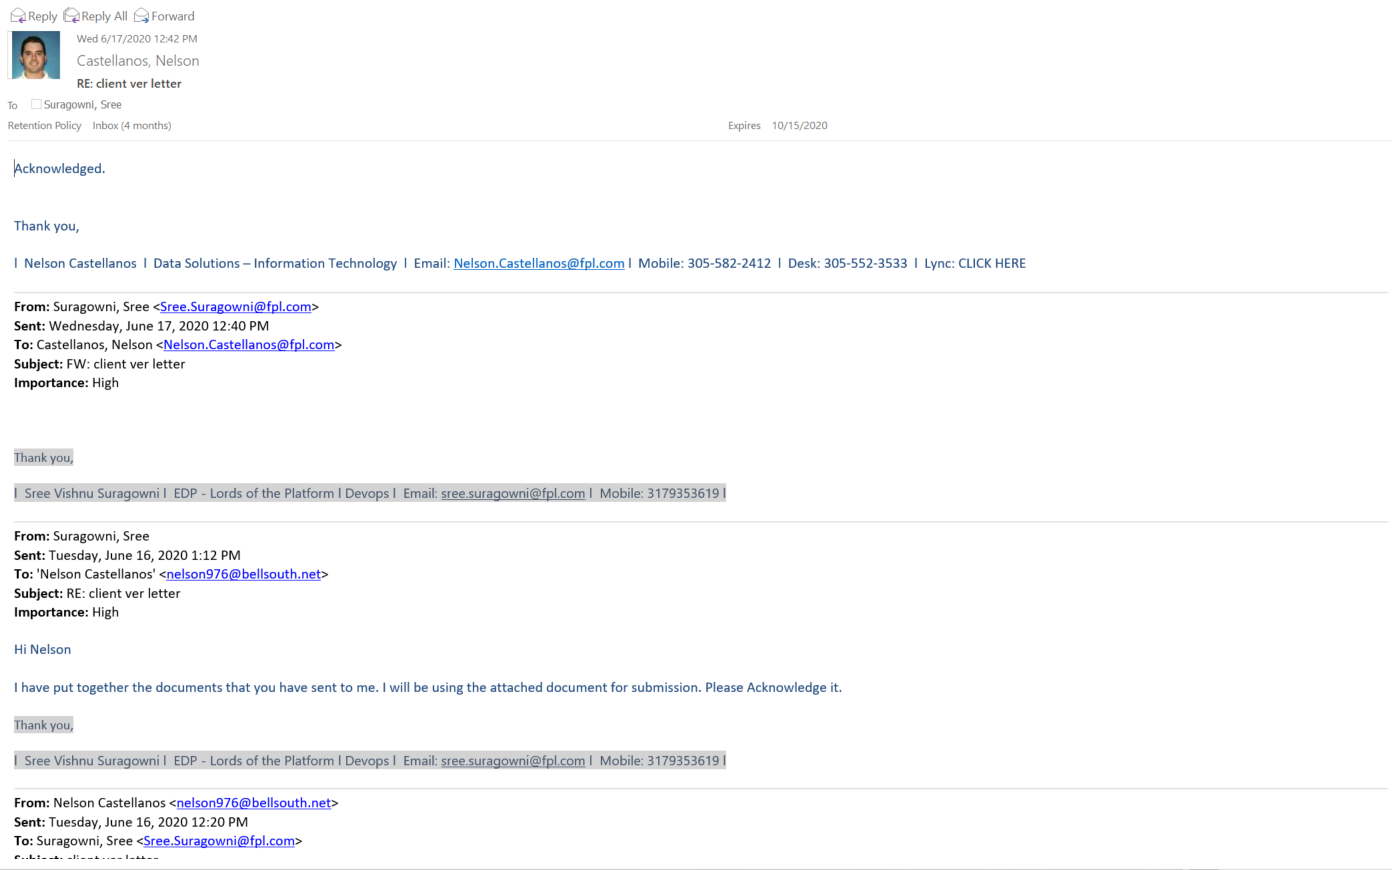 Reply Reply All Forward
Wed 6/17/2020 12:42 PM
Castellanos, Nelson
RE: client ver letter
To Suragowni, Sree
Retention Policy Inbox (4 months) Expires 10/15/2020
Acknowledged.
Thank you,
l Nelson Castellanos l Data Solutions – Information Technology l Email: Nelson.Castellanos@fpl.com l Mobile: 305-582-2412 l Desk: 305-552-3533 l Lync: CLICK HERE
From: Suragowni, Sree <Sree.Suragowni@fpl.com>
Sent: Wednesday, June 17, 2020 12:40 PM
To: Castellanos, Nelson <Nelson.Castellanos@fpl.com>
Subject: FW: client ver letter
Importance: High
Thank you,
l Sree Vishnu Suragowni l EDP - Lords of the Platform l Devops l Email: sree.suragowni@fpl.com l Mobile: 3179353619 l
From: Suragowni, Sree
Sent: Tuesday, June 16, 2020 1:12 PM
To: 'Nelson Castellanos' <nelson976@bellsouth.net>
Subject: RE: client ver letter
Importance: High
Hi Nelson
I have put together the documents that you have sent to me. I will be using the attached document for submission. Please Acknowledge it.
Thank you,
l Sree Vishnu Suragowni l EDP - Lords of the Platform l Devops l Email: sree.suragowni@fpl.com l Mobile: 3179353619 l
From: Nelson Castellanos <nelson976@bellsouth.net>
Sent: Tuesday, June 16, 2020 12:20 PM
To: Suragowni, Sree <Sree.Suragowni@fpl.com>
Subject: client ver letter